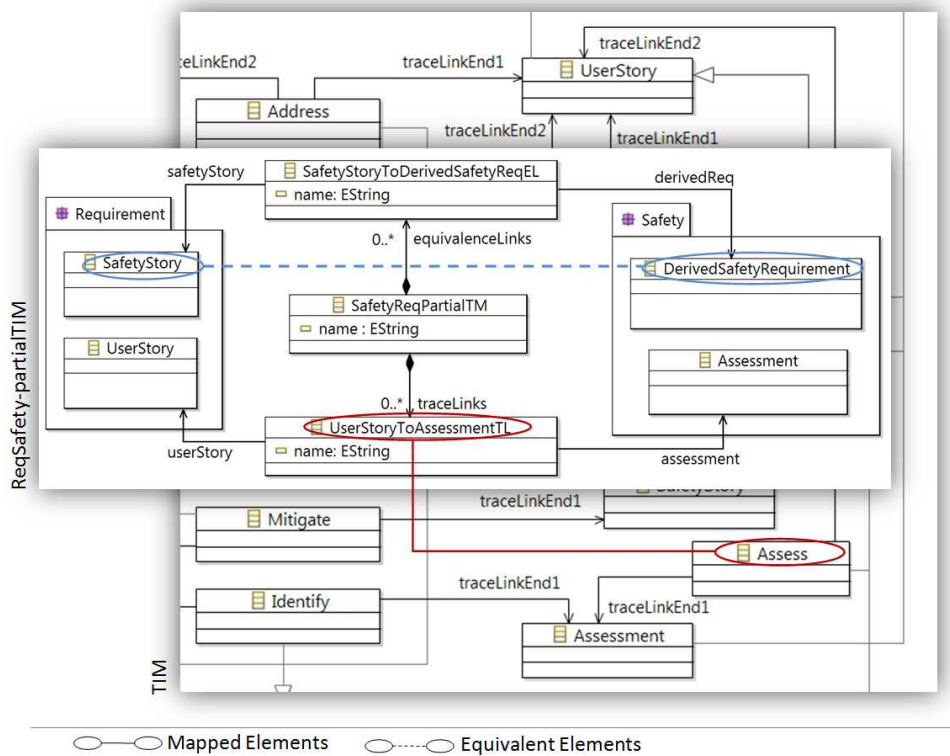 traceLinkEnd2
UserStory
ceLinkEnd2
traceLinkEnd1
Address
traceLinkEnd2
traceLinkEnd1
safetyStory
SafetyStoryToDerivedSafetyReqEL
name: EString
derivedReq
Requirement
Safety
0..* equivalenceLinks
SafetyStory
DerivedSafetyRequirement
SafetyReqPartialTM
name : EString
UserStory
Assessment
0..* traceLinks
UserStoryToAssessmentTL
name: EString
userStory
assessment
ReqSafety-partialTIM
SafetyStory
traceLinkEnd1
Mitigate
Assess
traceLinkEnd1
Identify
traceLinkEnd1
Assessment
TIM
Mapped Elements
Equivalent Elements